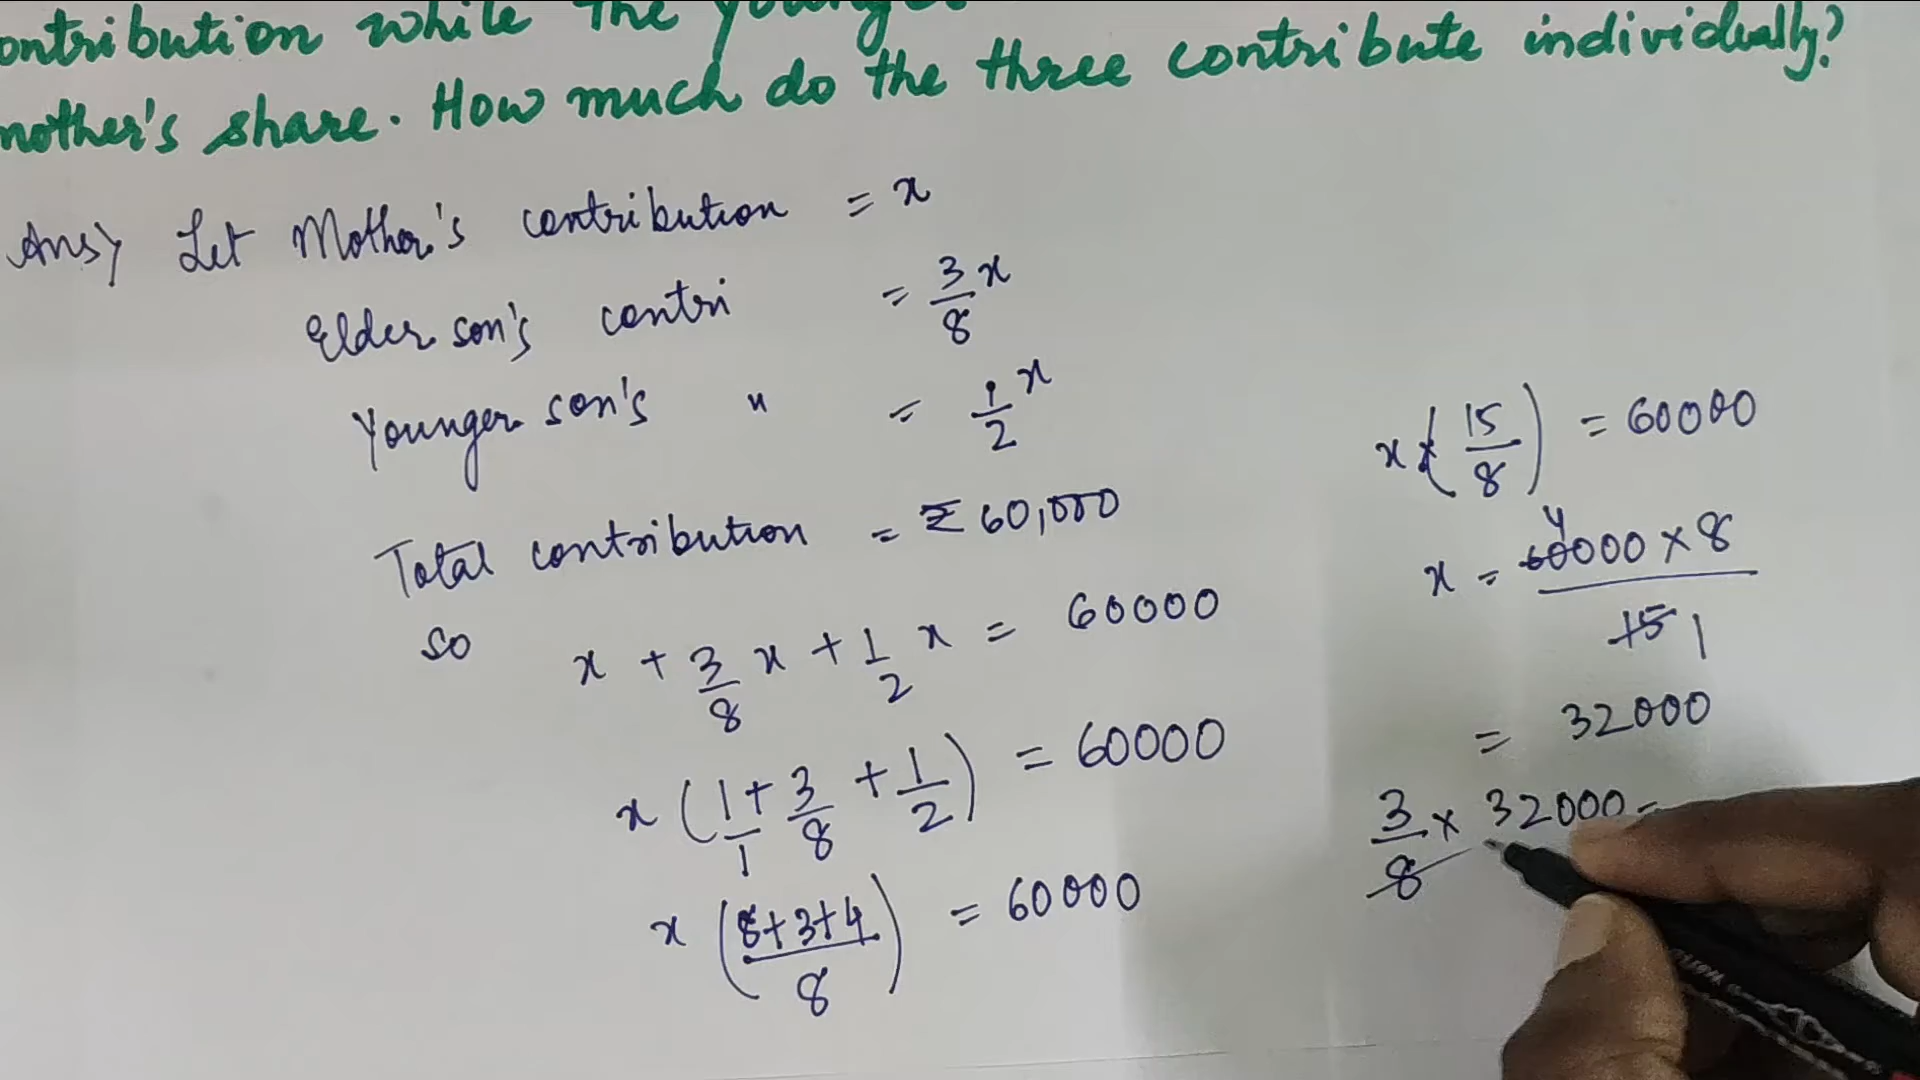 ontribution while the younger
mother's share. How much do the three contribute individually?
Ans) Let Mother's contribution = x
Elder son's contri = 3/8 x
Younger son's " = 1/2 x
Total contribution = ₹ 60,000
so x + 3/8 x + 1/2 x = 60000
x (1/1 + 3/8 + 1/2) = 60000
x (8+3+4/8) = 60000
x × (15/8) = 60000
x = 60000 × 8 / 15
4
1
= 32000
3/8 × 32000 =